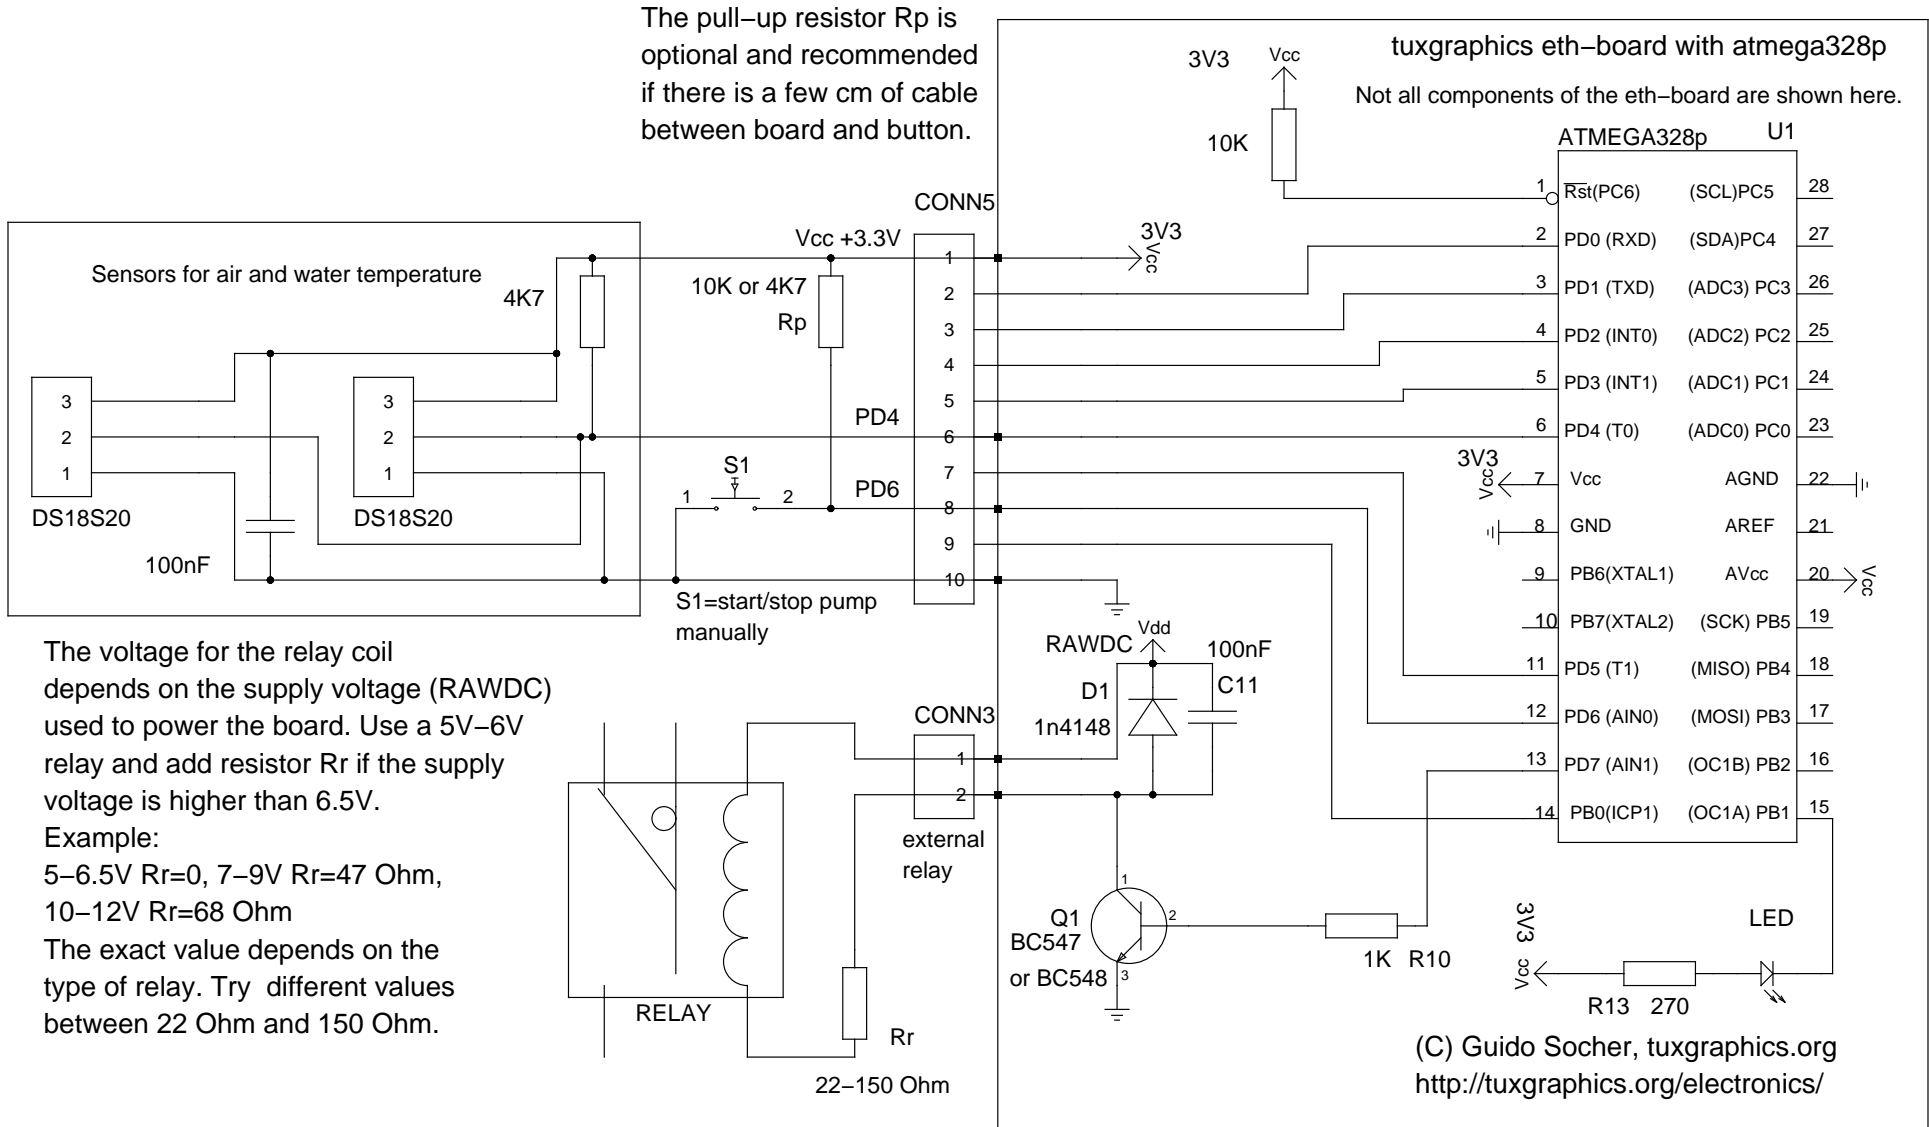 The pull–up resistor Rp is
optional and recommended
if there is a few cm of cable
between board and button.
tuxgraphics eth–board with atmega328p
Not all components of the eth–board are shown here.
3V3
Vcc
10K
ATMEGA328p
U1
1 Rst(PC6) (SCL)PC5 28
2 PD0 (RXD) (SDA)PC4 27
3 PD1 (TXD) (ADC3) PC3 26
4 PD2 (INT0) (ADC2) PC2 25
5 PD3 (INT1) (ADC1) PC1 24
6 PD4 (T0) (ADC0) PC0 23
3V3
Vcc
7 Vcc AGND 22
8 GND AREF 21
9 PB6(XTAL1) AVcc 20
Vcc
10 PB7(XTAL2) (SCK) PB5 19
11 PD5 (T1) (MISO) PB4 18
12 PD6 (AIN0) (MOSI) PB3 17
13 PD7 (AIN1) (OC1B) PB2 16
14 PB0(ICP1) (OC1A) PB1 15
CONN5
1
2
3
4
5
6
7
8
9
10
3V3
Vcc
Vcc +3.3V
10K or 4K7
Rp
PD4
PD6
S1
1
2
S1=start/stop pump
manually
Sensors for air and water temperature
4K7
3
2
1
DS18S20
3
2
1
DS18S20
100nF
The voltage for the relay coil
depends on the supply voltage (RAWDC)
used to power the board. Use a 5V–6V
relay and add resistor Rr if the supply
voltage is higher than 6.5V.
Example:
5–6.5V Rr=0, 7–9V Rr=47 Ohm,
10–12V Rr=68 Ohm
The exact value depends on the
type of relay. Try different values
between 22 Ohm and 150 Ohm.
RELAY
Rr
22–150 Ohm
CONN3
1
2
external
relay
RAWDC
Vdd
D1
1n4148
100nF
C11
1
2
3
Q1
BC547
or BC548
1K R10
3V3
Vcc
LED
R13 270
(C) Guido Socher, tuxgraphics.org
http://tuxgraphics.org/electronics/